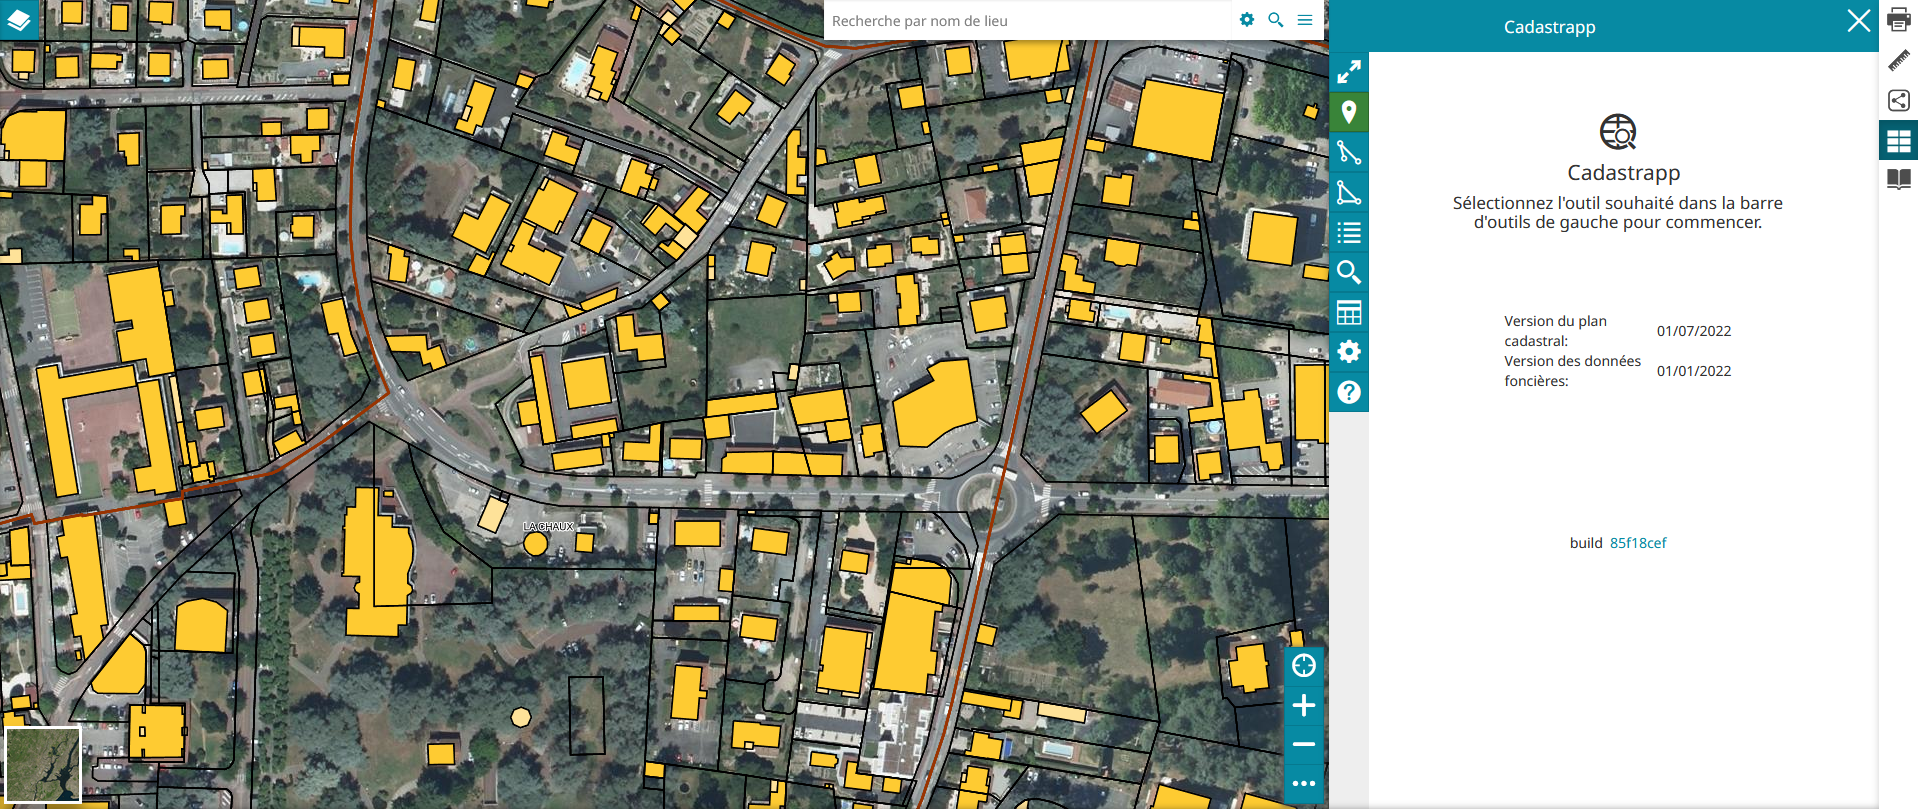 Recherche par nom de lieu
Cadastrapp
Cadastrapp
Sélectionnez l'outil souhaité dans la barre
d'outils de gauche pour commencer.
Version du plan
cadastral:
01/07/2022
Version des données
foncières:
01/01/2022
LA CHAUX
build 85f18cef